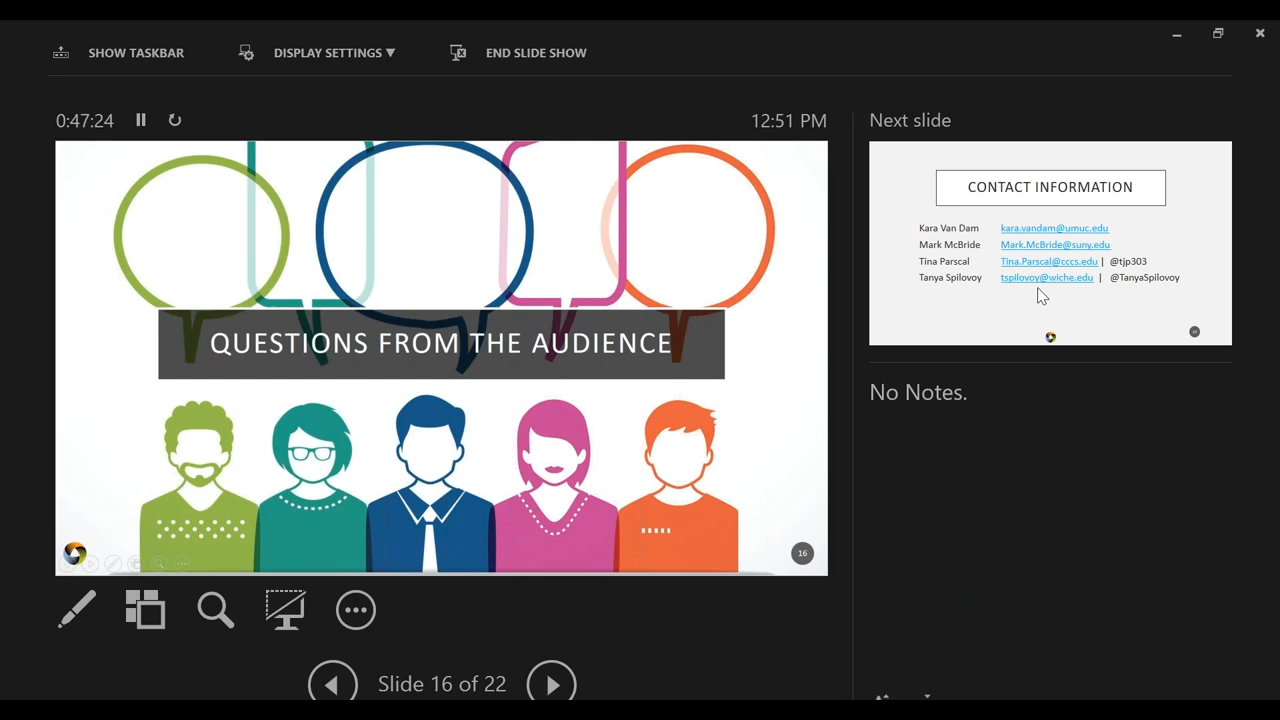 SHOW TASKBAR
DISPLAY SETTINGS ▼
END SLIDE SHOW
0:47:24
12:51 PM
QUESTIONS FROM THE AUDIENCE
16
Slide 16 of 22
Next slide
CONTACT INFORMATION
Kara Van Dam kara.vandam@umuc.edu
Mark McBride Mark.McBride@suny.edu
Tina Parscal Tina.Parscal@cccs.edu | @tjp303
Tanya Spilovoy tspilovoy@wiche.edu | @TanyaSpilovoy
No Notes.